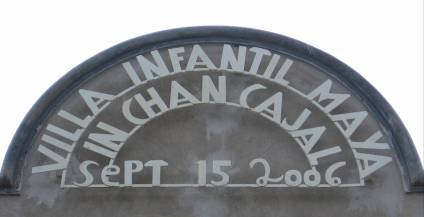 VILLA INFANTIL MAYA
IN CHAN CAJAL
SePT 15 2006